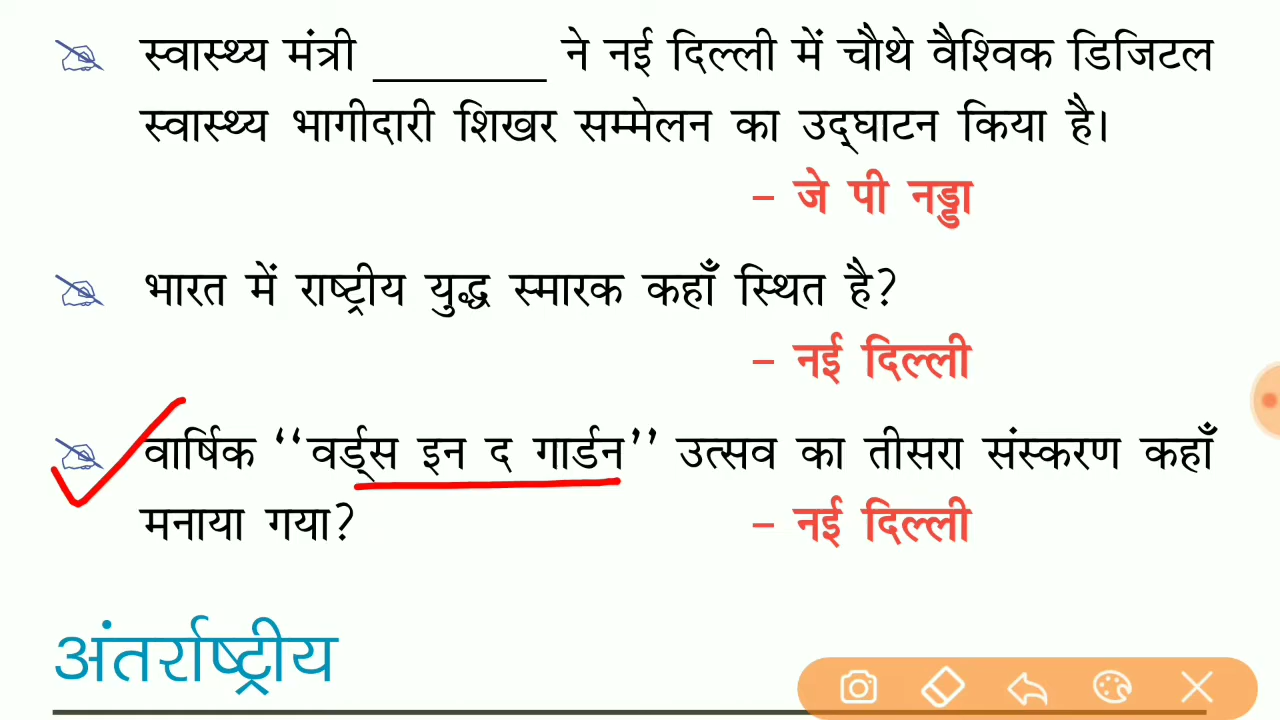 स्वास्थ्य मंत्री ________ ने नई दिल्ली में चौथे वैश्विक डिजिटल
स्वास्थ्य भागीदारी शिखर सम्मेलन का उद्‌घाटन किया है।
– जे पी नड्डा
भारत में राष्ट्रीय युद्ध स्मारक कहाँ स्थित है?
– नई दिल्ली
वार्षिक “वर्ड्स इन द गार्डन” उत्सव का तीसरा संस्करण कहाँ
मनाया गया? – नई दिल्ली
अंतर्राष्ट्रीय